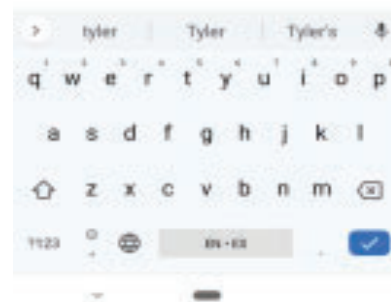 tyler Tyler Tyler's
q w e r t y u i o p
a s d f g h j k l
z x c v b n m
?123 EN • ES